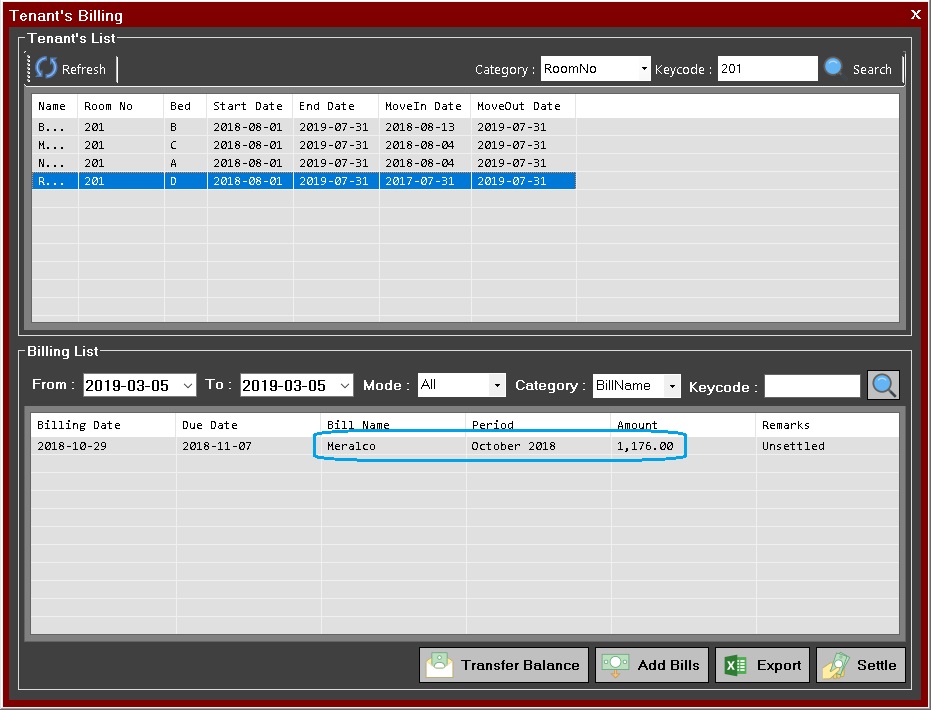 Tenant's Billing X
Tenant's List
Refresh Category : RoomNo Keycode : 201 Search
Name Room No Bed Start Date End Date MoveIn Date MoveOut Date
B... 201 B 2018-08-01 2019-07-31 2018-08-13 2019-07-31
M... 201 C 2018-08-01 2019-07-31 2018-08-04 2019-07-31
N... 201 A 2018-08-01 2019-07-31 2018-08-04 2019-07-31
R... 201 D 2018-08-01 2019-07-31 2017-07-31 2019-07-31
Billing List
From : 2019-03-05 To : 2019-03-05 Mode : All Category : BillName Keycode :
Billing Date Due Date Bill Name Period Amount Remarks
2018-10-29 2018-11-07 Meralco October 2018 1,176.00 Unsettled
Transfer Balance Add Bills Export Settle